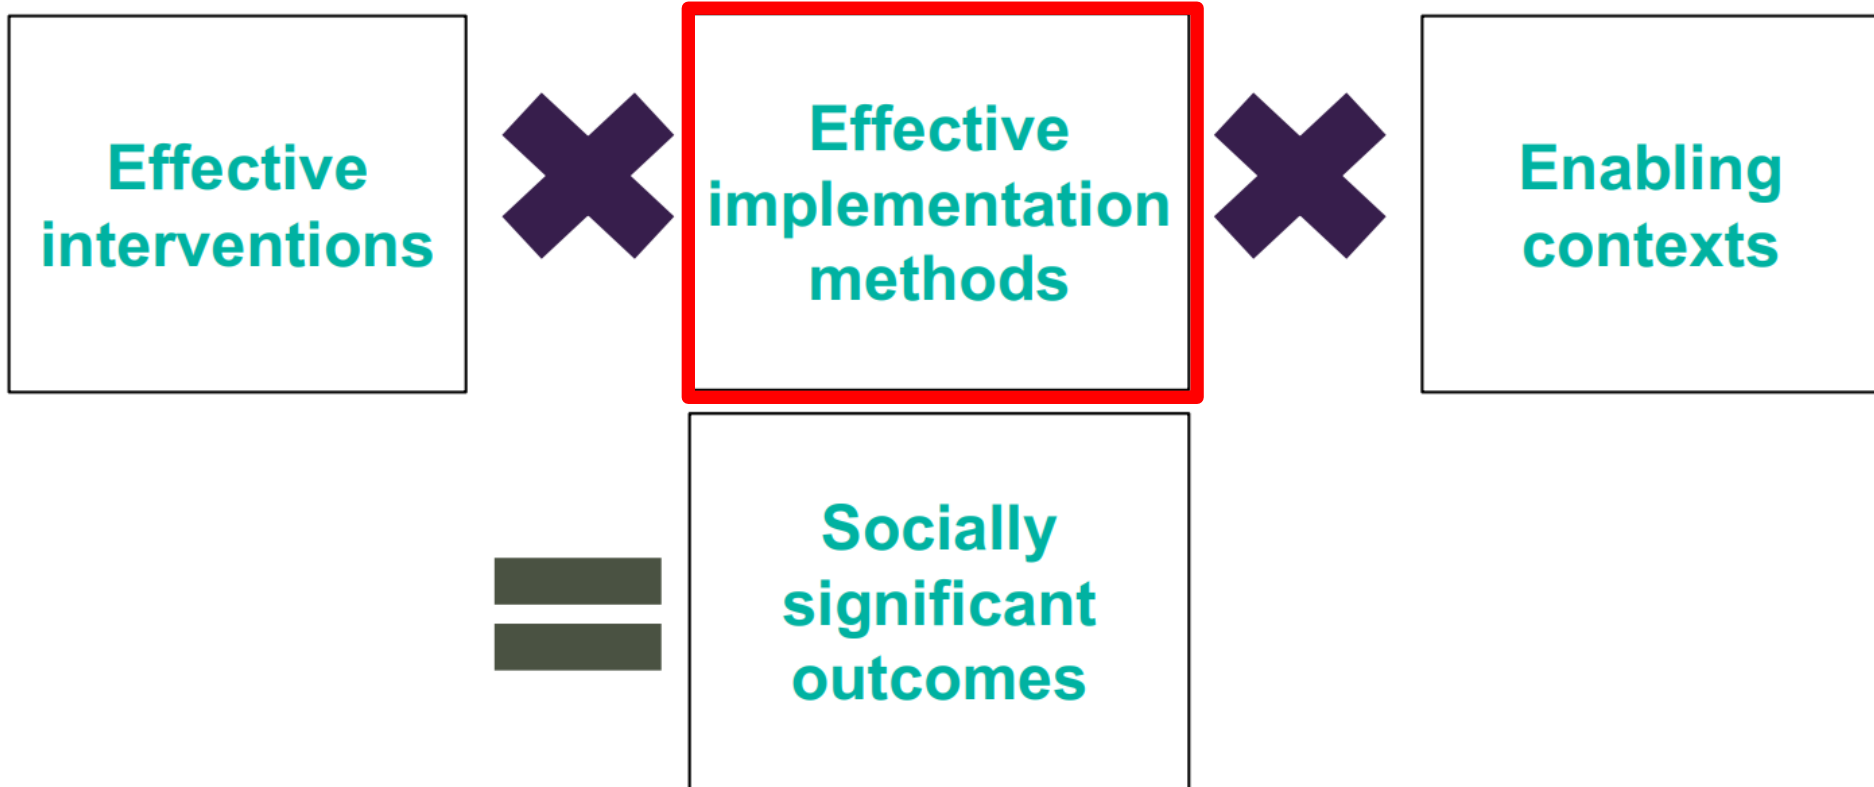 Effective
interventions
Effective
implementation
methods
Enabling
contexts
Socially
significant
outcomes